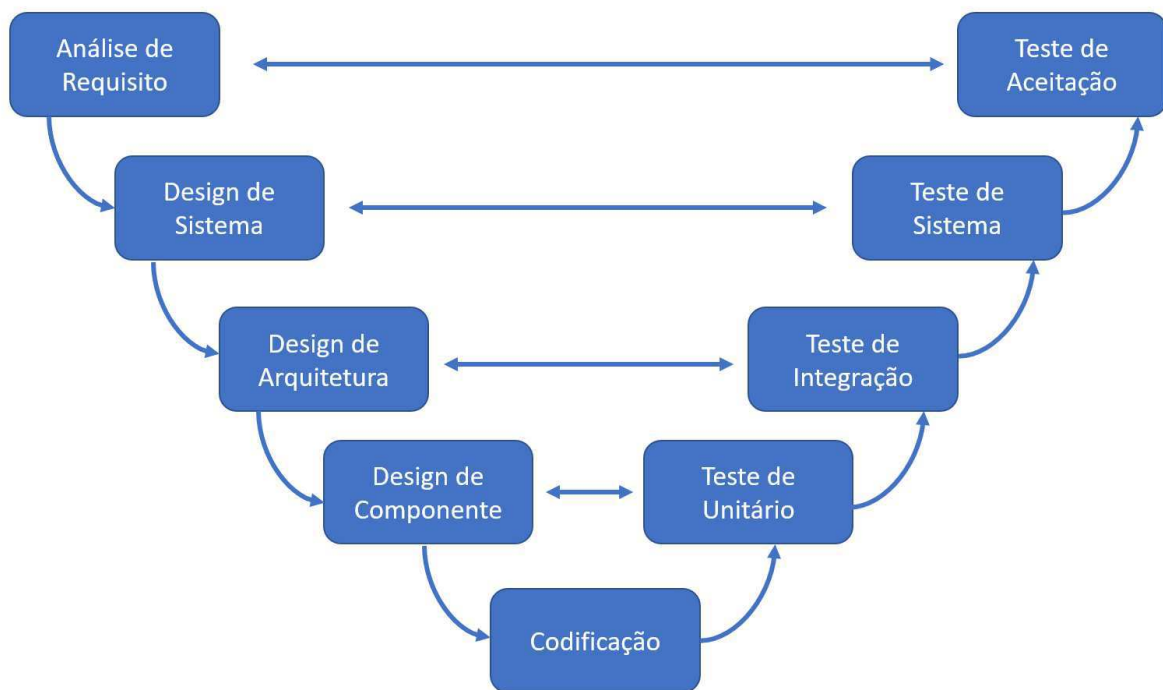 Análise de
Requisito
Teste de
Aceitação
Design de
Sistema
Teste de
Sistema
Design de
Arquitetura
Teste de
Integração
Design de
Componente
Teste de
Unitário
Codificação